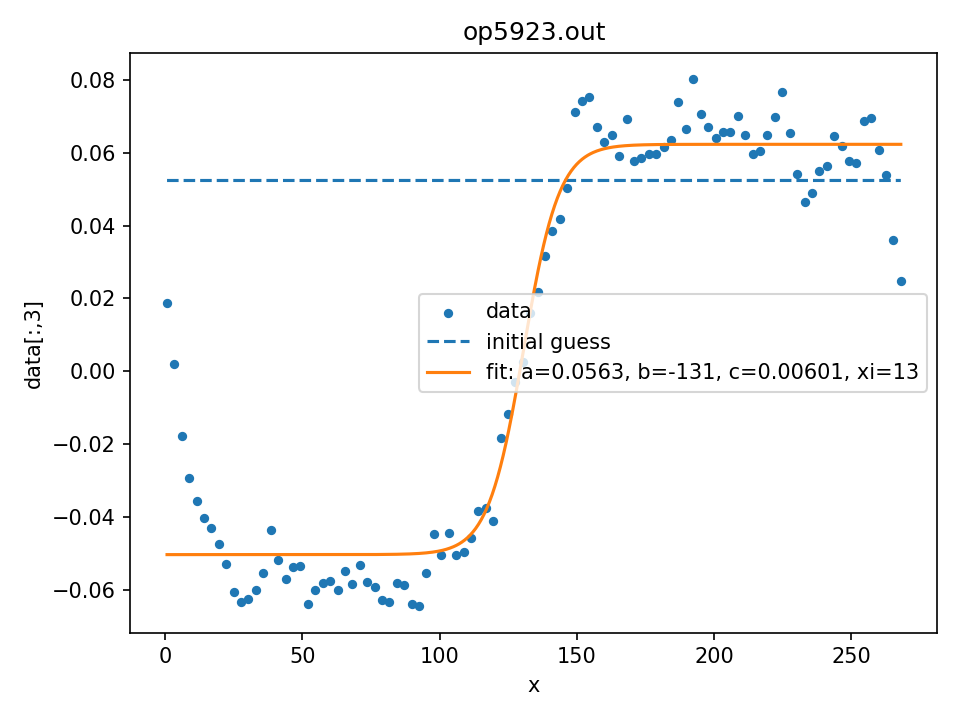 op5923.out
data[:,3]
0.08
0.06
0.04
0.02
0.00
−0.02
−0.04
−0.06
data
initial guess
fit: a=0.0563, b=-131, c=0.00601, xi=13
0 50 100 150 200 250
x